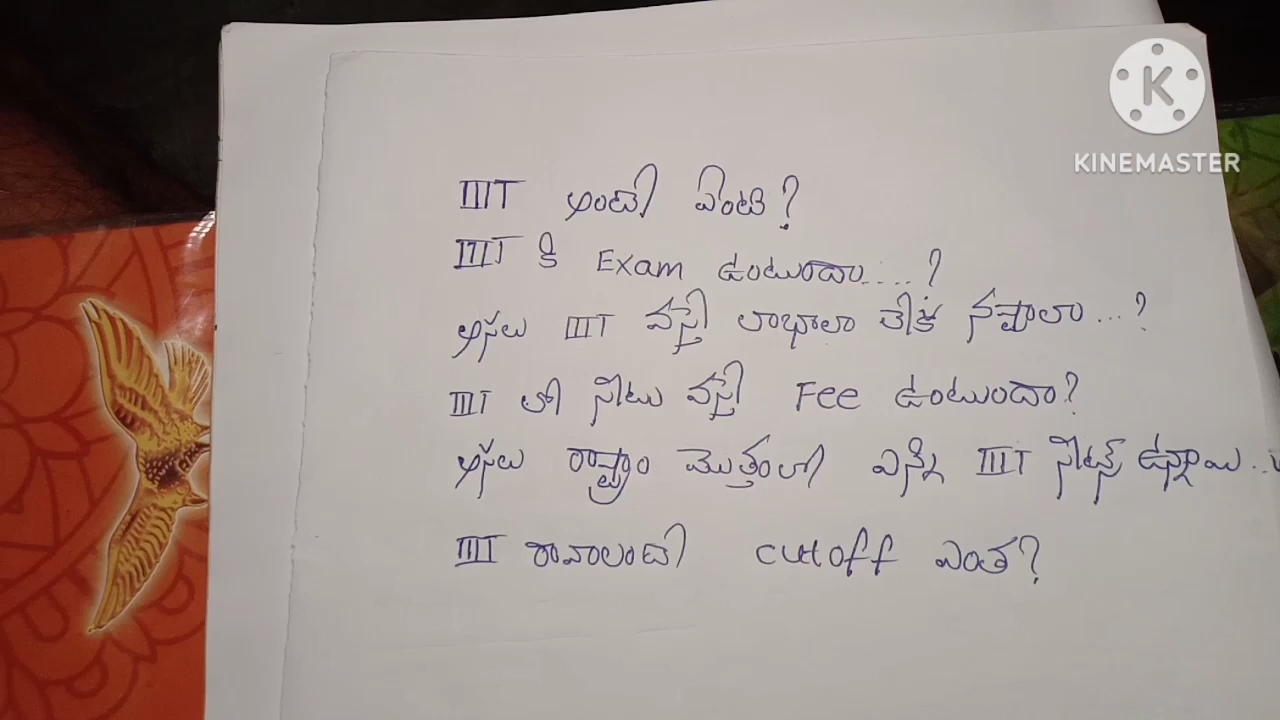 KINEMASTER
IIIT అంటే ఏంటి?
IIIT కి Exam ఉంటుందా....?
అసలు IIIT వస్తే లాభాలా లేక నష్టాలా...?
IIIT లో సీటు వస్తే Fee ఉంటుందా?
అసలు రాష్ట్రం మొత్తంలో ఎన్ని IIIT సీట్స్ ఉన్నాయి..
IIIT రావాలంటే cutoff ఎంత?